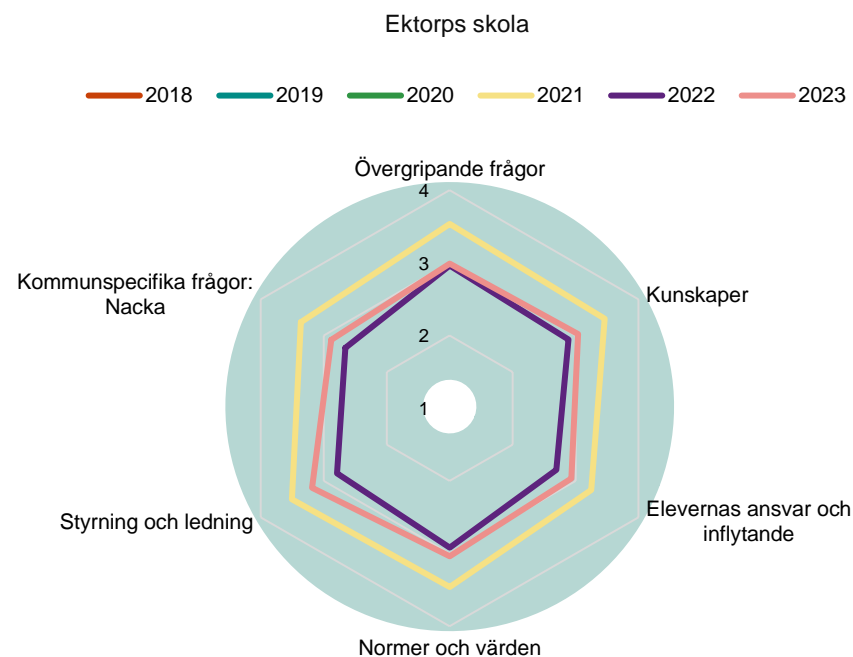 Ektorps skola
2018 2019 2020 2021 2022 2023
Övergripande frågor
4
Kommunspecifika frågor:
Nacka
3
Kunskaper
2
1
Styrning och ledning
Elevernas ansvar och
inflytande
Normer och värden